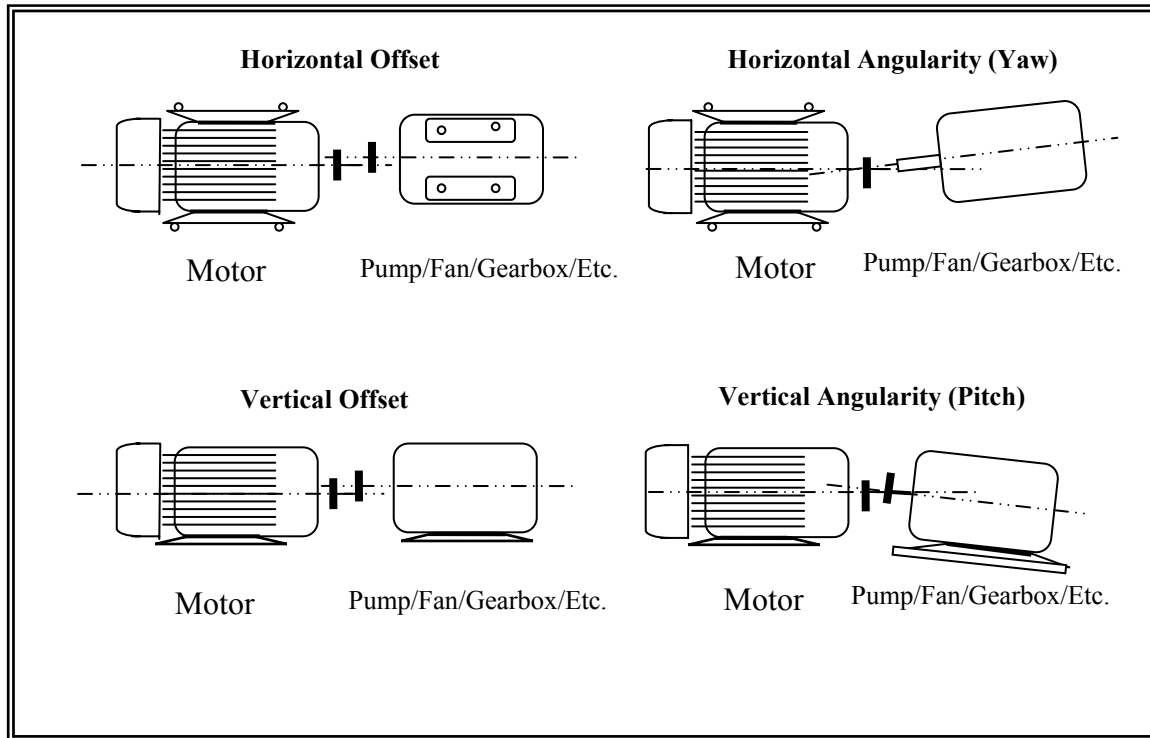 Horizontal Offset
Horizontal Angularity (Yaw)
Motor
Pump/Fan/Gearbox/Etc.
Motor
Pump/Fan/Gearbox/Etc.
Vertical Offset
Vertical Angularity (Pitch)
Motor
Pump/Fan/Gearbox/Etc.
Motor
Pump/Fan/Gearbox/Etc.